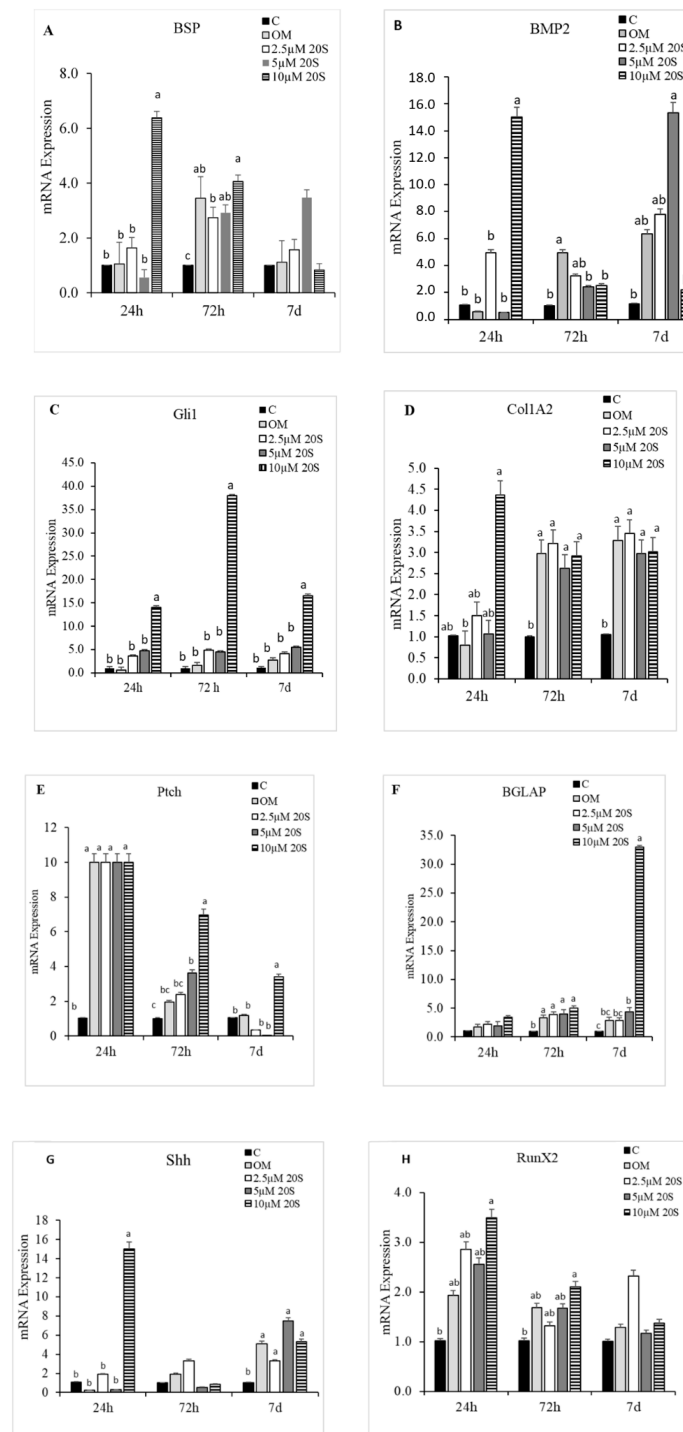 A
BSP
C
OM
2.5µM 20S
5µM 20S
10µM 20S
mRNA Expression
8.0
6.0
4.0
2.0
0.0
b b b b a
c ab b ab a
24h 72h 7d
B
BMP2
C
OM
2.5µM 20S
5µM 20S
10µM 20S
mRNA Expression
18.0
16.0
14.0
12.0
10.0
8.0
6.0
4.0
2.0
0.0
b b b b a
b a ab b b
b ab ab a
24h 72h 7d
C
Gli1
C
OM
2.5µM 20S
5µM 20S
10µM 20S
mRNA Expression
45.0
40.0
35.0
30.0
25.0
20.0
15.0
10.0
5.0
0.0
b b b b a
b b b b a
b b b b a
24h 72 h 7d
D
Col1A2
C
OM
2.5µM 20S
5µM 20S
10µM 20S
mRNA Expression
5.0
4.5
4.0
3.5
3.0
2.5
2.0
1.5
1.0
0.5
0.0
ab b ab ab a
b a a a a
b a a a a
24h 72h 7d
E
Ptch
C
OM
2.5µM 20S
5µM 20S
10µM 20S
mRNA Expression
12
10
8
6
4
2
0
b a a a a
c bc bc b a
b b b b a
24h 72h 7d
F
BGLAP
C
OM
2.5µM 20S
5µM 20S
10µM 20S
mRNA Expression
35.0
30.0
25.0
20.0
15.0
10.0
5.0
0.0
b a a a a
c bc bc b a
24h 72h 7d
G
Shh
C
OM
2.5µM 20S
5µM 20S
10µM 20S
mRNA Expression
18
16
14
12
10
8
6
4
2
0
b b b b a
b a a a a
24h 72h 7d
H
RunX2
C
OM
2.5µM 20S
5µM 20S
10µM 20S
mRNA Expression
4.0
3.0
2.0
1.0
0.0
b ab ab ab a
b ab ab ab a
24h 72h 7d